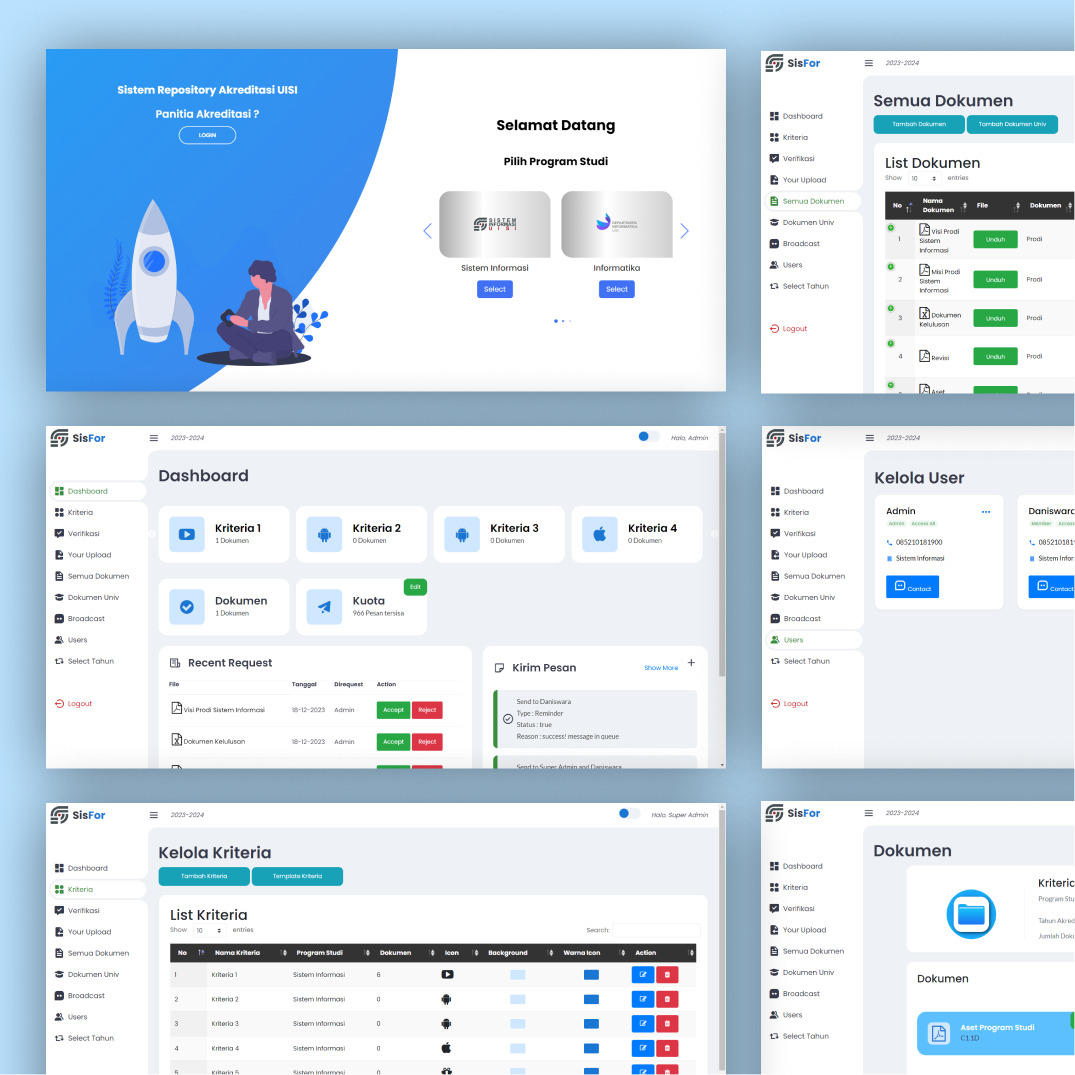 Sistem Repository Akreditasi UISI
Panitia Akreditasi ?
LOGIN
Selamat Datang
Pilih Program Studi
SISTEM
INFORMASI
UISI
DEPARTEMEN
INFORMATIKA
UISI
Sistem Informasi
Informatika
Select
Select
SisFor
2023-2024
Dashboard
Kriteria
Verifikasi
Your Upload
Semua Dokumen
Dokumen Univ
Broadcast
Users
Select Tahun
Logout
Semua Dokumen
Tambah Dokumen
Tambah Dokumen Univ
List Dokumen
Show 10 entries
No Nama Dokumen File Dokumen
1 Visi Prodi Sistem Informasi Unduh Prodi
2 Misi Prodi Sistem Informasi Unduh Prodi
3 Dokumen Kelulusan Unduh Prodi
4 Revisi Unduh Prodi
Aset
SisFor
2023-2024
Halo, Admin
Dashboard
Kriteria
Verifikasi
Your Upload
Semua Dokumen
Dokumen Univ
Broadcast
Users
Select Tahun
Logout
Dashboard
Kriteria 1
1 Dokumen
Kriteria 2
0 Dokumen
Kriteria 3
0 Dokumen
Kriteria 4
0 Dokumen
Dokumen
1 Dokumen
Edit
Kuota
966 Pesan tersisa
Recent Request
File Tanggal Direquest Action
Visi Prodi Sistem Informasi 18-12-2023 Admin Accept Reject
Dokumen Kelulusan 18-12-2023 Admin Accept Reject
Kirim Pesan
Show More +
Send to Daniswara
Type : Reminder
Status : true
Reason : success! message in queue
Send to Super Admin and Daniswara
SisFor
2023-2024
Dashboard
Kriteria
Verifikasi
Your Upload
Semua Dokumen
Dokumen Univ
Broadcast
Users
Select Tahun
Logout
Kelola User
Admin
Admin Access All
085210181900
Sistem Informasi
Contact
Daniswara
Member Access
08521018
Sistem Infor
Contact
SisFor
2023-2024
Halo, Super Admin
Dashboard
Kriteria
Verifikasi
Your Upload
Semua Dokumen
Dokumen Univ
Broadcast
Users
Select Tahun
Kelola Kriteria
Tambah Kriteria
Template Kriteria
List Kriteria
Show 10 entries
Search:
No Nama Kriteria Program Studi Dokumen Icon Background Warna Icon Action
1 Kriteria 1 Sistem Informasi 6
2 Kriteria 2 Sistem Informasi 0
3 Kriteria 3 Sistem Informasi 0
4 Kriteria 4 Sistem Informasi 0
5 Kriteria 5 Sistem Informasi 0
SisFor
2023-2024
Dashboard
Kriteria
Verifikasi
Your Upload
Semua Dokumen
Dokumen Univ
Broadcast
Users
Select Tahun
Dokumen
Program Stu
Tahun Akred
Jumlah Doku
Dokumen
Aset Program Studi
C.1.1D